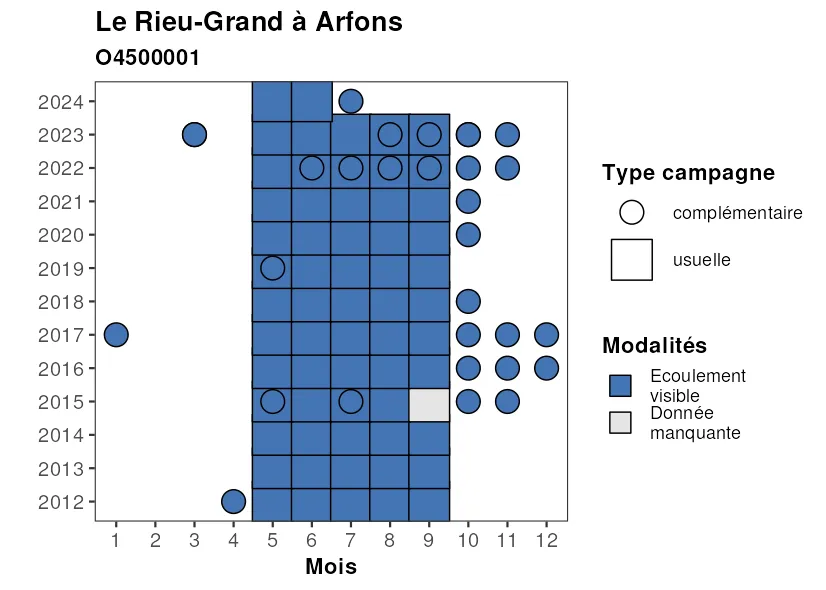 Le Rieu-Grand à Arfons
O4500001
2024
2023
2022
2021
2020
2019
2018
2017
2016
2015
2014
2013
2012
1 2 3 4 5 6 7 8 9 10 11 12
Mois
Type campagne
complémentaire
usuelle
Modalités
Ecoulement
visible
Donnée
manquante